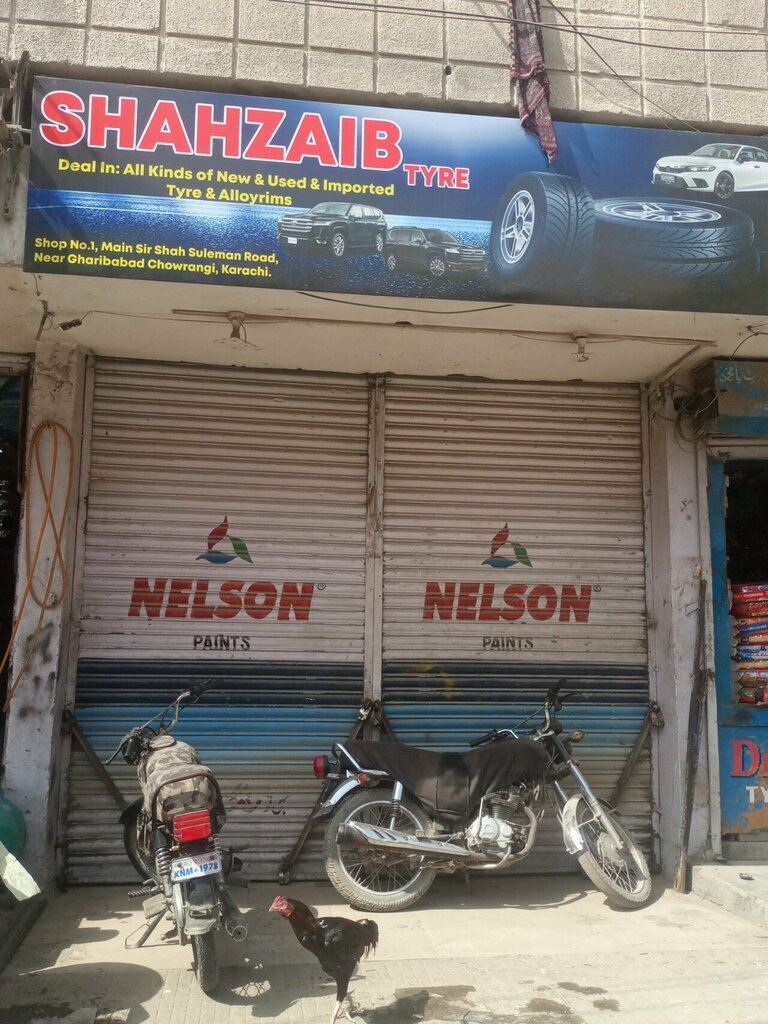 SHAHZAIB TYRE
Deal In: All Kinds of New & Used & Imported
Tyre & Alloyrims
Shop No.1, Main Sir Shah Suleman Road,
Near Gharibabad Chowrangi, Karachi.
NELSON
PAINTS
NELSON
PAINTS
KNM 1978
TY